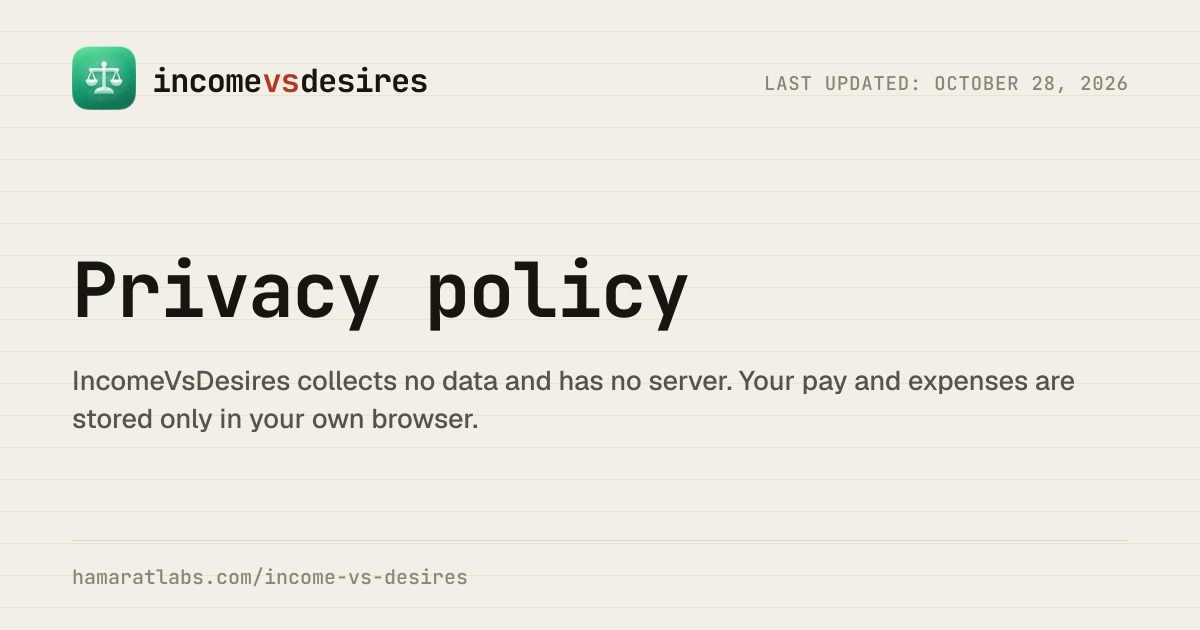 incomevsdesires
LAST UPDATED: OCTOBER 28, 2026
Privacy policy
IncomeVsDesires collects no data and has no server. Your pay and expenses are
stored only in your own browser.
hamaratlabs.com/income-vs-desires